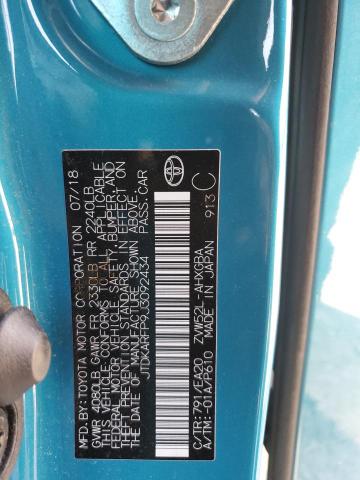 MFD.BY:TOYOTA MOTOR CORPORATION 07/18
GVWR 4080LB GAWR FR 2330LB RR 2240LB
THIS VEHICLE CONFORMS TO ALL APPLICABLE
FEDERAL MOTOR VEHICLE SAFETY, BUMPER, AND
THEFT PREVENTION STANDARDS IN EFFECT ON
THE DATE OF MANUFACTURE SHOWN ABOVE.
JTDKARFP9J3092434 PASS.CAR
C/TR:791/EA20 ZVW52L-AHXGBA
A/TM:-01A/P610 MADE IN JAPAN
913
C
TOYOTA